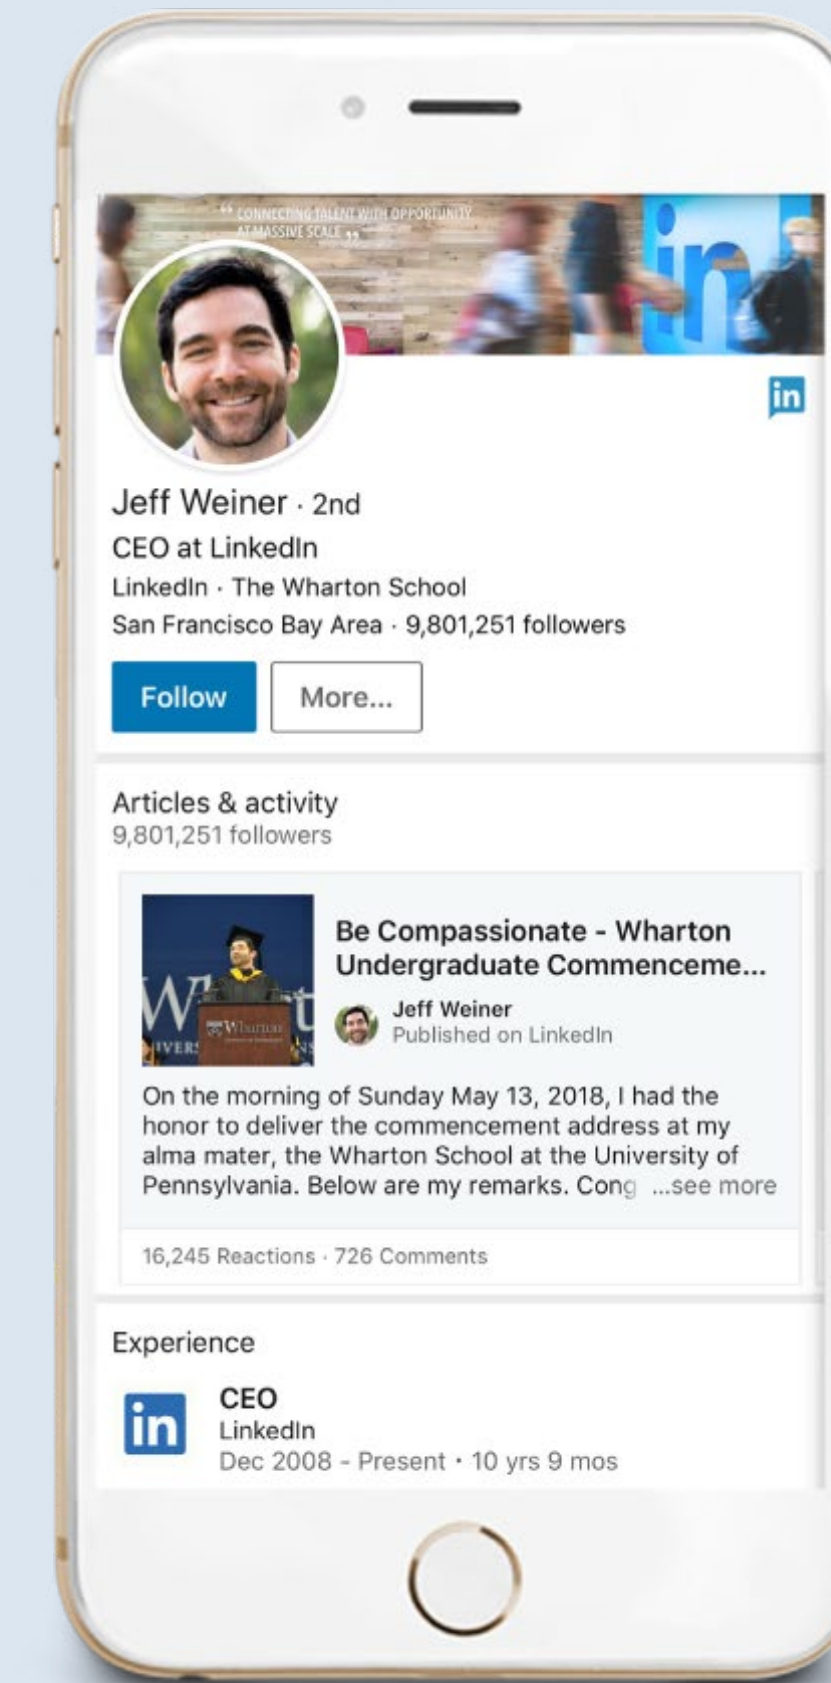 “ CONNECTING TALENT WITH OPPORTUNITY
AT MASSIVE SCALE ”
in
in
Jeff Weiner · 2nd
CEO at LinkedIn
LinkedIn · The Wharton School
San Francisco Bay Area · 9,801,251 followers
Follow
More...
Articles & activity
9,801,251 followers
Be Compassionate - Wharton
Undergraduate Commenceme...
Jeff Weiner
Published on LinkedIn
Wharton
On the morning of Sunday May 13, 2018, I had the
honor to deliver the commencement address at my
alma mater, the Wharton School at the University of
Pennsylvania. Below are my remarks. Cong ...see more
16,245 Reactions · 726 Comments
Experience
in
CEO
LinkedIn
Dec 2008 - Present • 10 yrs 9 mos